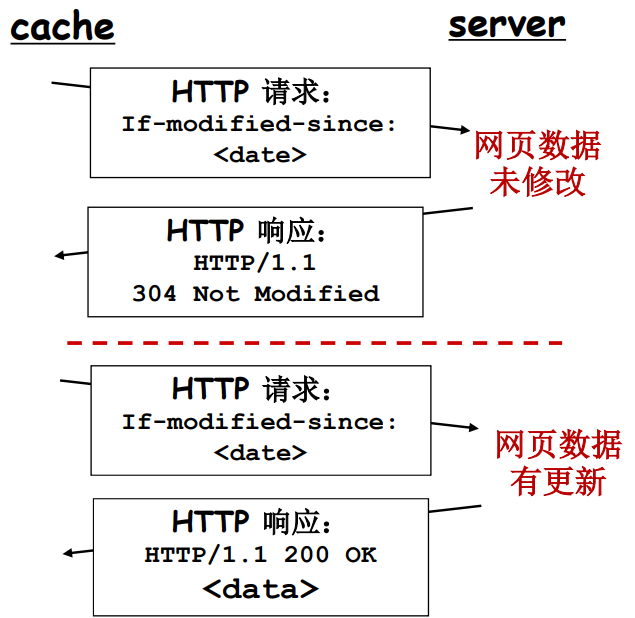 cache
server
HTTP 请求：
If-modified-since:
<date>
网页数据
未修改
HTTP 响应：
HTTP/1.1
304 Not Modified
HTTP 请求：
If-modified-since:
<date>
网页数据
有更新
HTTP 响应：
HTTP/1.1 200 OK
<data>